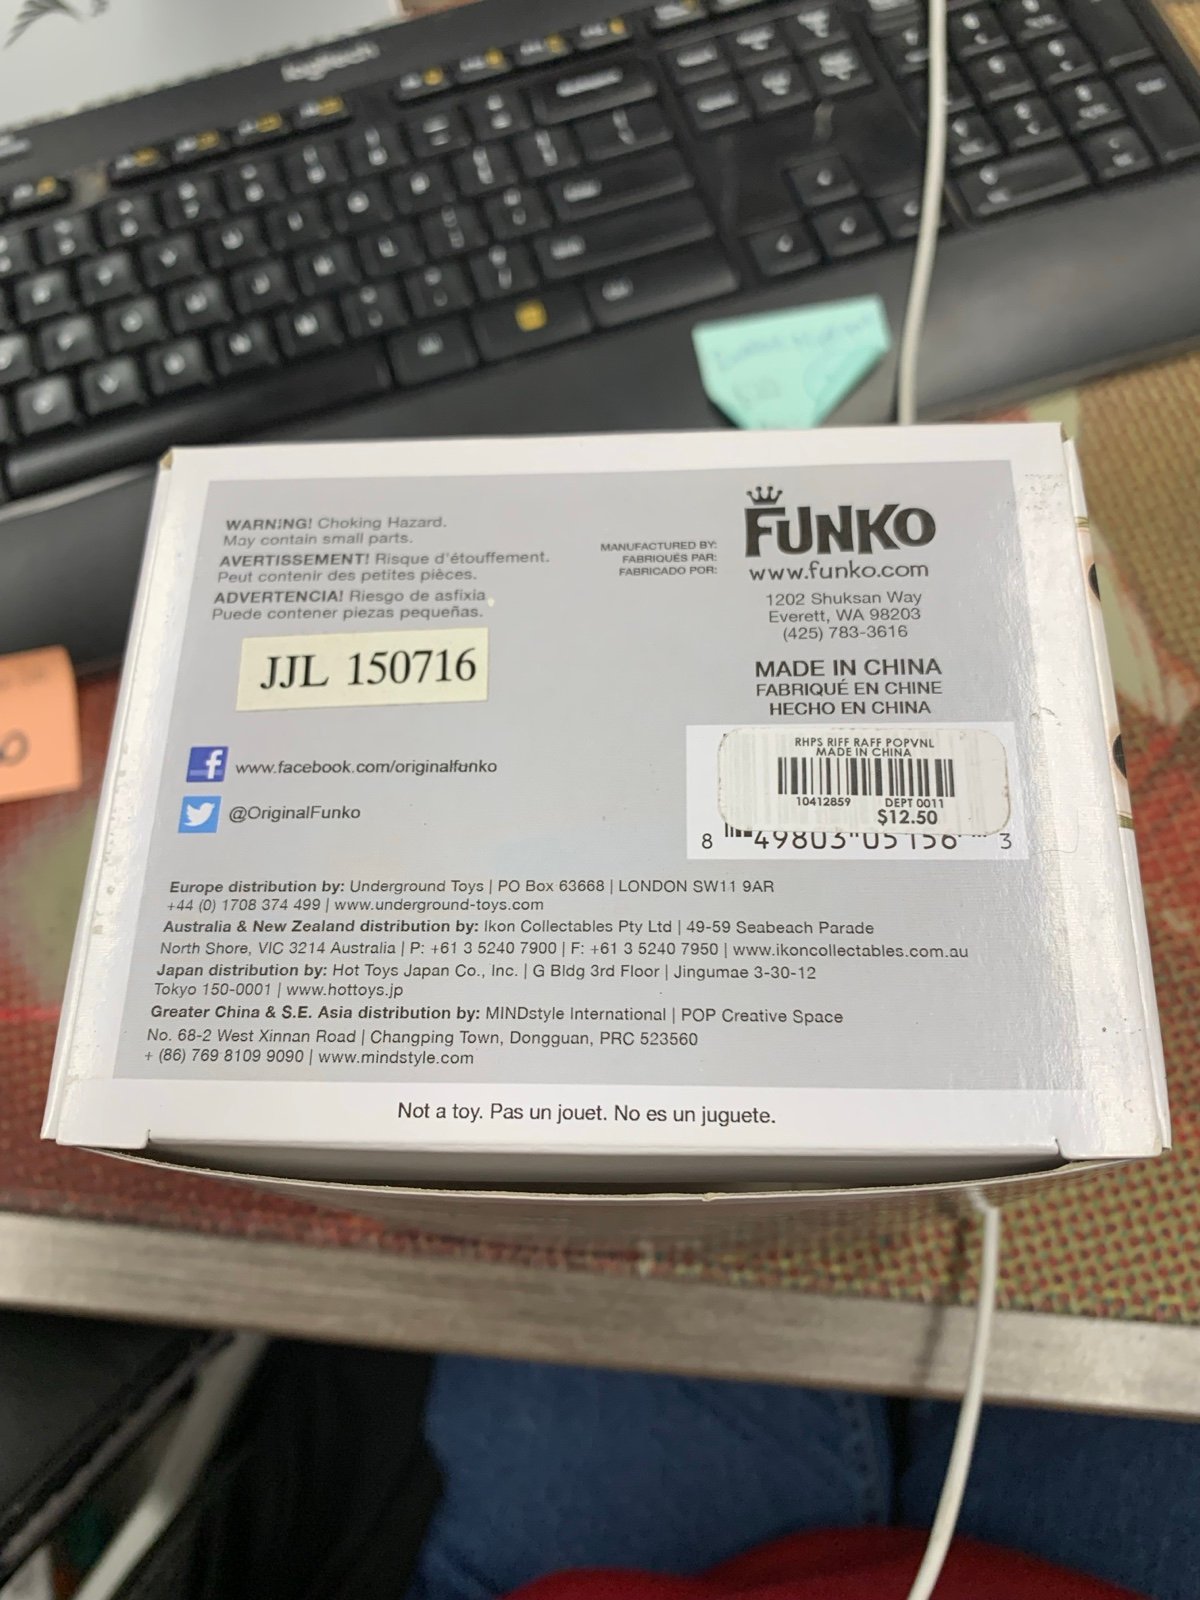 WARNING! Choking Hazard.
May contain small parts.
AVERTISSEMENT! Risque d'étouffement.
Peut contenir des petites pièces.
ADVERTENCIA! Riesgo de asfixia
Puede contener piezas pequeñas.
JJL 150716
www.facebook.com/originalfunko
@OriginalFunko
MANUFACTURED BY:
FABRIQUÉS PAR:
FABRICADO POR:
FUNKO
www.funko.com
1202 Shuksan Way
Everett, WA 98203
(425) 783-3616
MADE IN CHINA
FABRIQUÉ EN CHINE
HECHO EN CHINA
RHPS RIFF RAFF POPVNL
MADE IN CHINA
10412859 DEPT 0011
$12.50
8 49803 05156 3
Europe distribution by: Underground Toys | PO Box 63668 | LONDON SW11 9AR
+44 (0) 1708 374 499 | www.underground-toys.com
Australia & New Zealand distribution by: Ikon Collectables Pty Ltd | 49-59 Seabeach Parade
North Shore, VIC 3214 Australia | P: +61 3 5240 7900 | F: +61 3 5240 7950 | www.ikoncollectables.com.au
Japan distribution by: Hot Toys Japan Co., Inc. | G Bldg 3rd Floor | Jingumae 3-30-12
Tokyo 150-0001 | www.hottoys.jp
Greater China & S.E. Asia distribution by: MINDstyle International | POP Creative Space
No. 68-2 West Xinnan Road | Changping Town, Dongguan, PRC 523560
+ (86) 769 8109 9090 | www.mindstyle.com
Not a toy. Pas un jouet. No es un juguete.